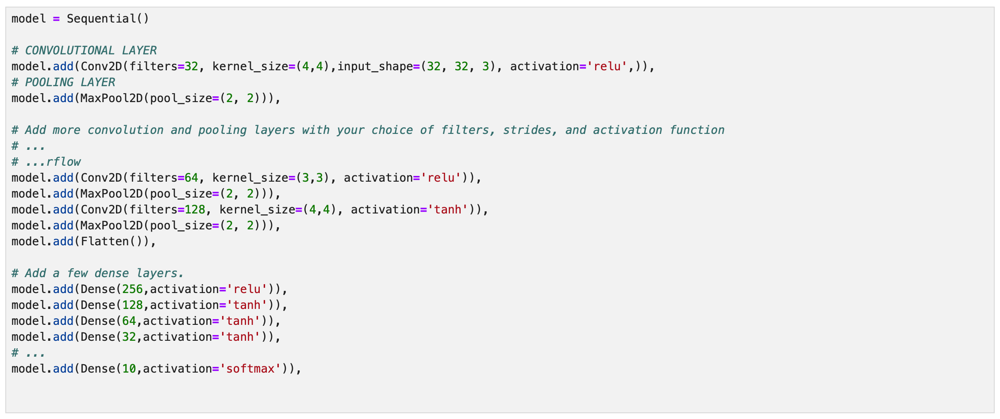 model = Sequential()
# CONVOLUTIONAL LAYER
model.add(Conv2D(filters=32, kernel_size=(4,4),input_shape=(32, 32, 3), activation='relu',)),
# POOLING LAYER
model.add(MaxPool2D(pool_size=(2, 2))),
# Add more convolution and pooling layers with your choice of filters, strides, and activation function
# ...
# ...rflow
model.add(Conv2D(filters=64, kernel_size=(3,3), activation='relu')),
model.add(MaxPool2D(pool_size=(2, 2))),
model.add(Conv2D(filters=128, kernel_size=(4,4), activation='tanh')),
model.add(MaxPool2D(pool_size=(2, 2))),
model.add(Flatten()),
# Add a few dense layers.
model.add(Dense(256,activation='relu')),
model.add(Dense(128,activation='tanh')),
model.add(Dense(64,activation='tanh')),
model.add(Dense(32,activation='tanh')),
# ...
model.add(Dense(10,activation='softmax')),